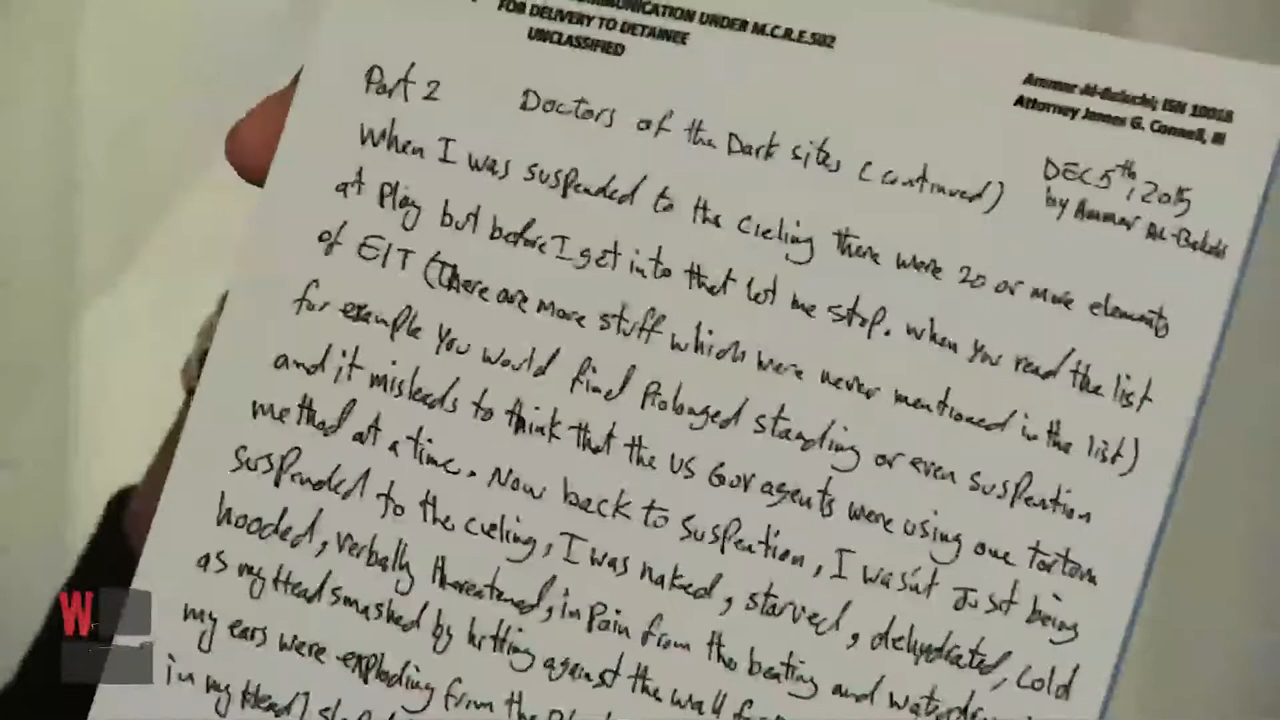 COMMUNICATION UNDER M.C.R.E.502
FOR DELIVERY TO DETAINEE
UNCLASSIFIED
Ammar Al-Baluchi; ISN 10018
Attorney James G. Connell, III
Part 2 Doctors of the Dark sites (continued)
DEC 5th, 2015
by Ammar AL-Baluchi
When I was suspended to the cieling there were 20 or more elements
at Play but before I get into that let me stop. when you read the list
of EIT (There are more stuff which were never mentioned in the list)
for example you would find Prolonged standing or even suspention
and it misleads to think that the US Gov agents were using one torture
method at a time. Now back to suspention, I wasn't Just being
suspended to the cieling, I was naked, starved, dehydrated, cold
hooded, verbally threatened, in Pain from the beating and
as my Head smashed by hitting against the wall for
my ears were exploding from the
in my Head)
W